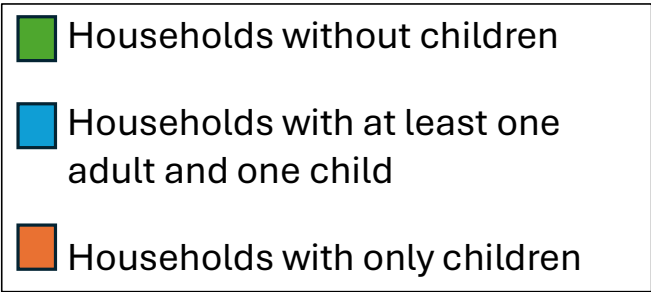 Households without children
Households with at least one
adult and one child
Households with only children